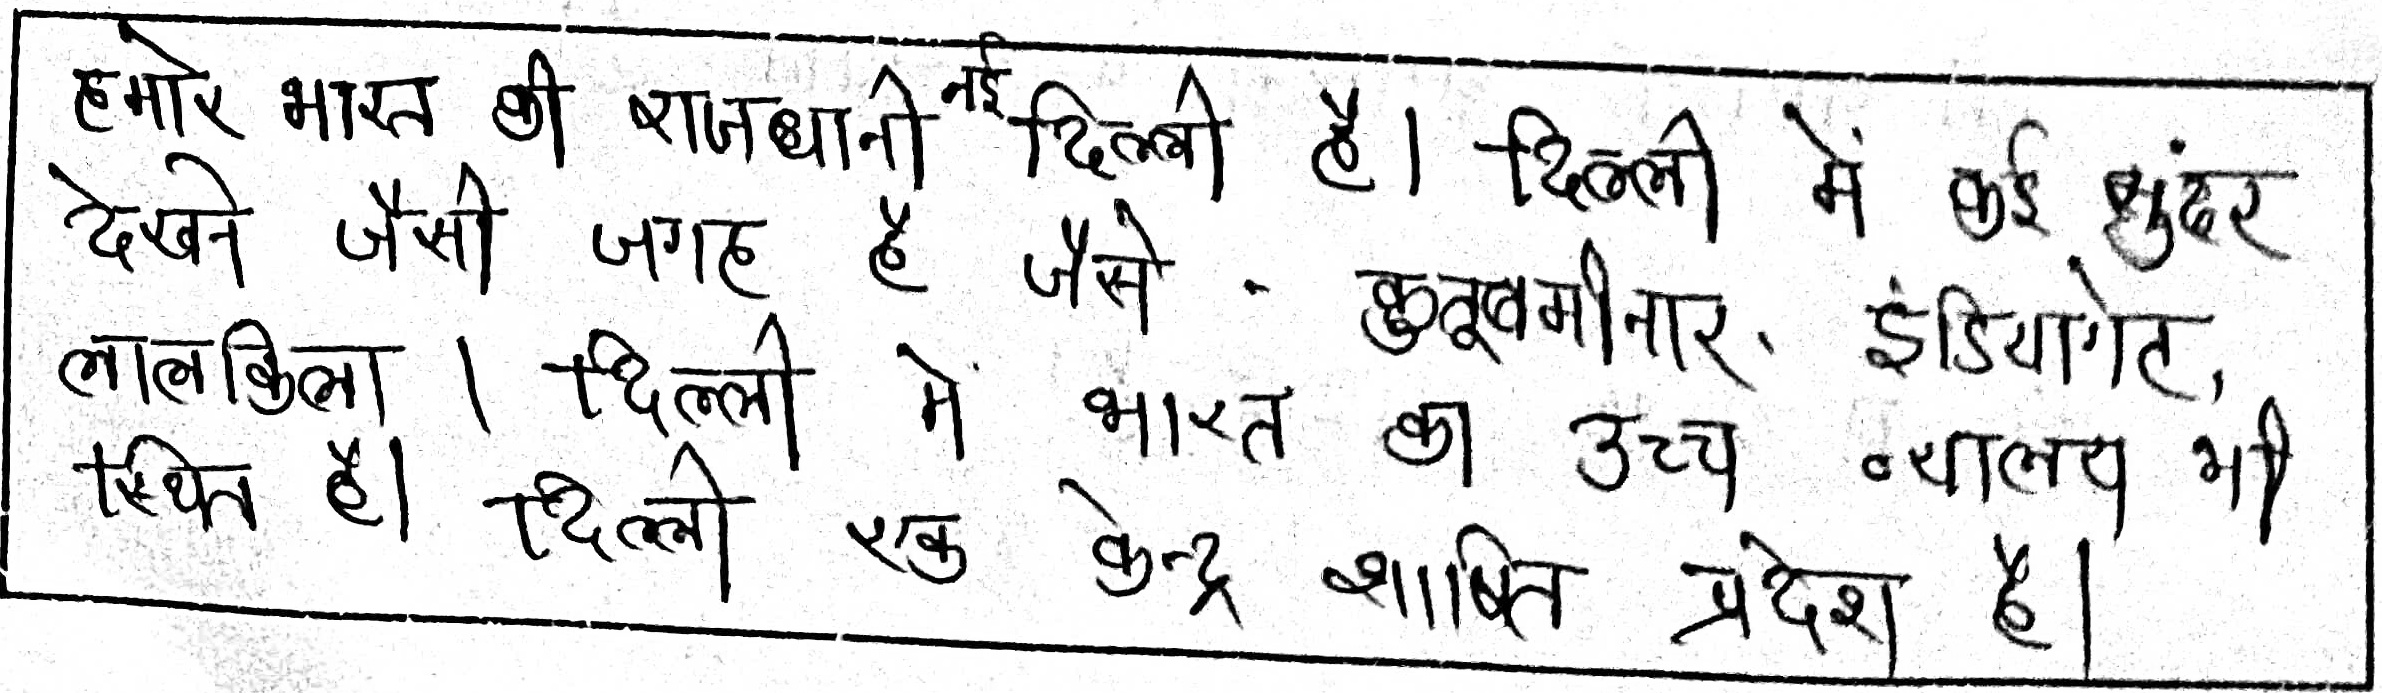 हमारे भारत की राजधानी नई दिल्ली है। दिल्ली में कई सुंदर
देखने जैसी जगह है जैसे - कुतूबमीनार, इंडियागेट,
लालकिला। दिल्ली में भारत का उच्च न्यालय भी
स्थित है। दिल्ली एक केन्द्र शाषित प्रदेश है।